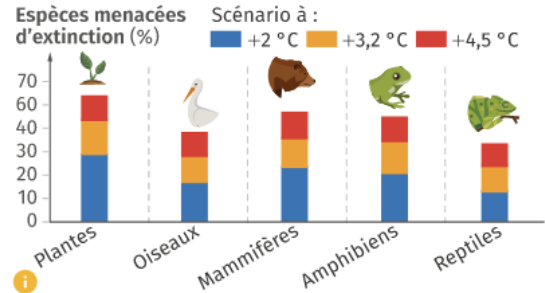 Espèces menacées
d'extinction (%)
Scénario à :
+2 °C +3,2 °C +4,5 °C
70
60
50
40
30
20
10
0
Plantes
Oiseaux
Mammifères
Amphibiens
Reptiles
i